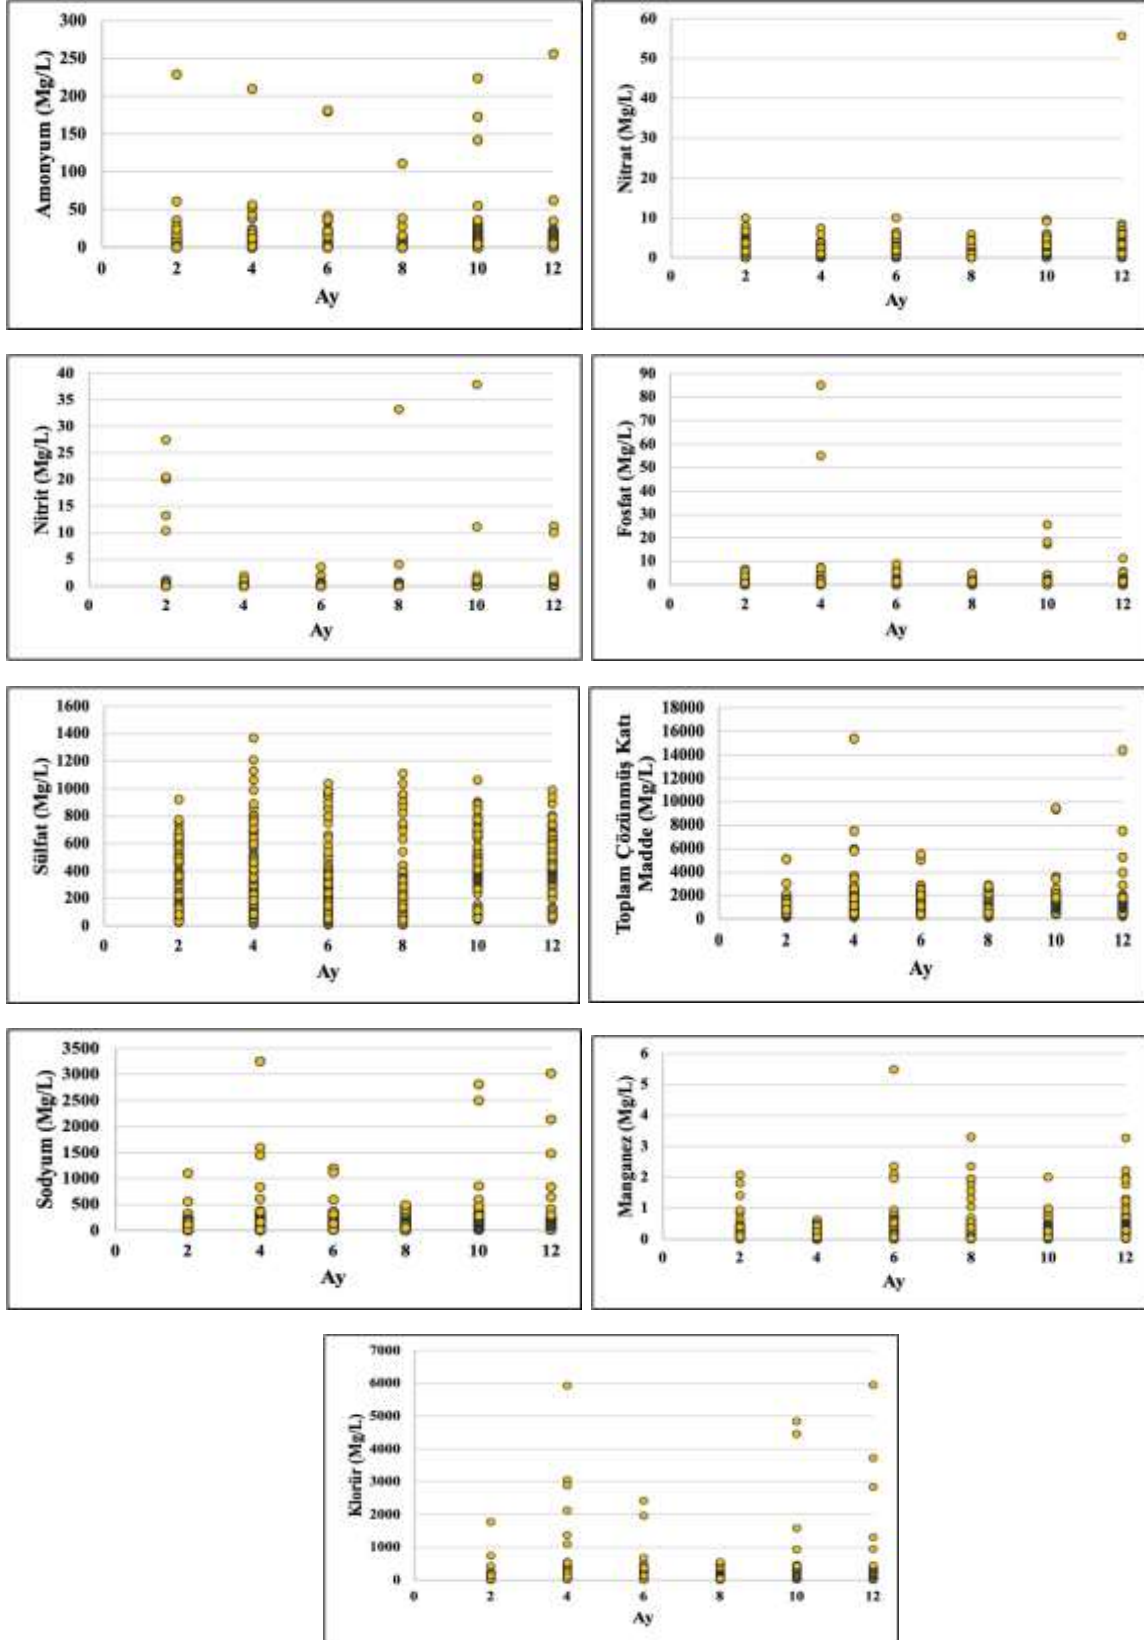 300
250
200
150
100
50
0
Amonyum (Mg/L)
0 2 4 6 8 10 12
Ay
60
50
40
30
20
10
0
Nitrat (Mg/L)
0 2 4 6 8 10 12
Ay
40
35
30
25
20
15
10
5
0
Nitrit (Mg/L)
0 2 4 6 8 10 12
Ay
90
80
70
60
50
40
30
20
10
0
Fosfat (Mg/L)
0 2 4 6 8 10 12
Ay
1600
1400
1200
1000
800
600
400
200
0
Sülfat (Mg/L)
0 2 4 6 8 10 12
Ay
18000
16000
14000
12000
10000
8000
6000
4000
2000
0
Toplam Çözünmüş Katı
Madde (Mg/L)
0 2 4 6 8 10 12
Ay
3500
3000
2500
2000
1500
1000
500
0
Sodyum (Mg/L)
0 2 4 6 8 10 12
Ay
6
5
4
3
2
1
0
Manganez (Mg/L)
0 2 4 6 8 10 12
Ay
7000
6000
5000
4000
3000
2000
1000
0
Klorür (Mg/L)
0 2 4 6 8 10 12
Ay